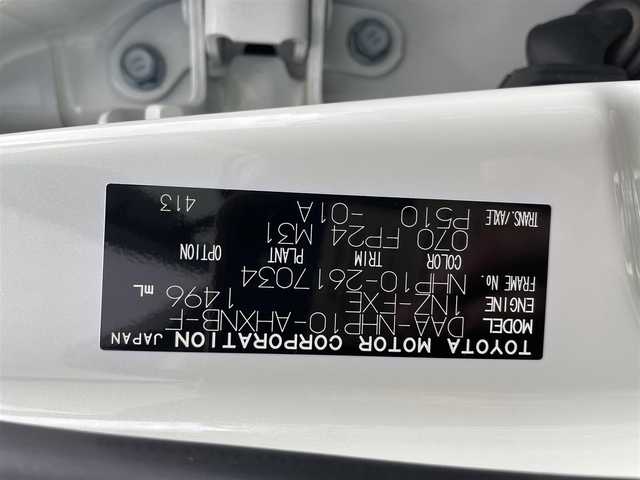 TOYOTA MOTOR CORPORATION JAPAN
MODEL DAA-NHP10-AHXNB-F
ENGINE 1NZ-FXE 1496 mL
FRAME No. NHP10-2617034
COLOR TRIM PLANT OPTION
070 FP24 M31
TRANS./AXLE P510 -01A 413